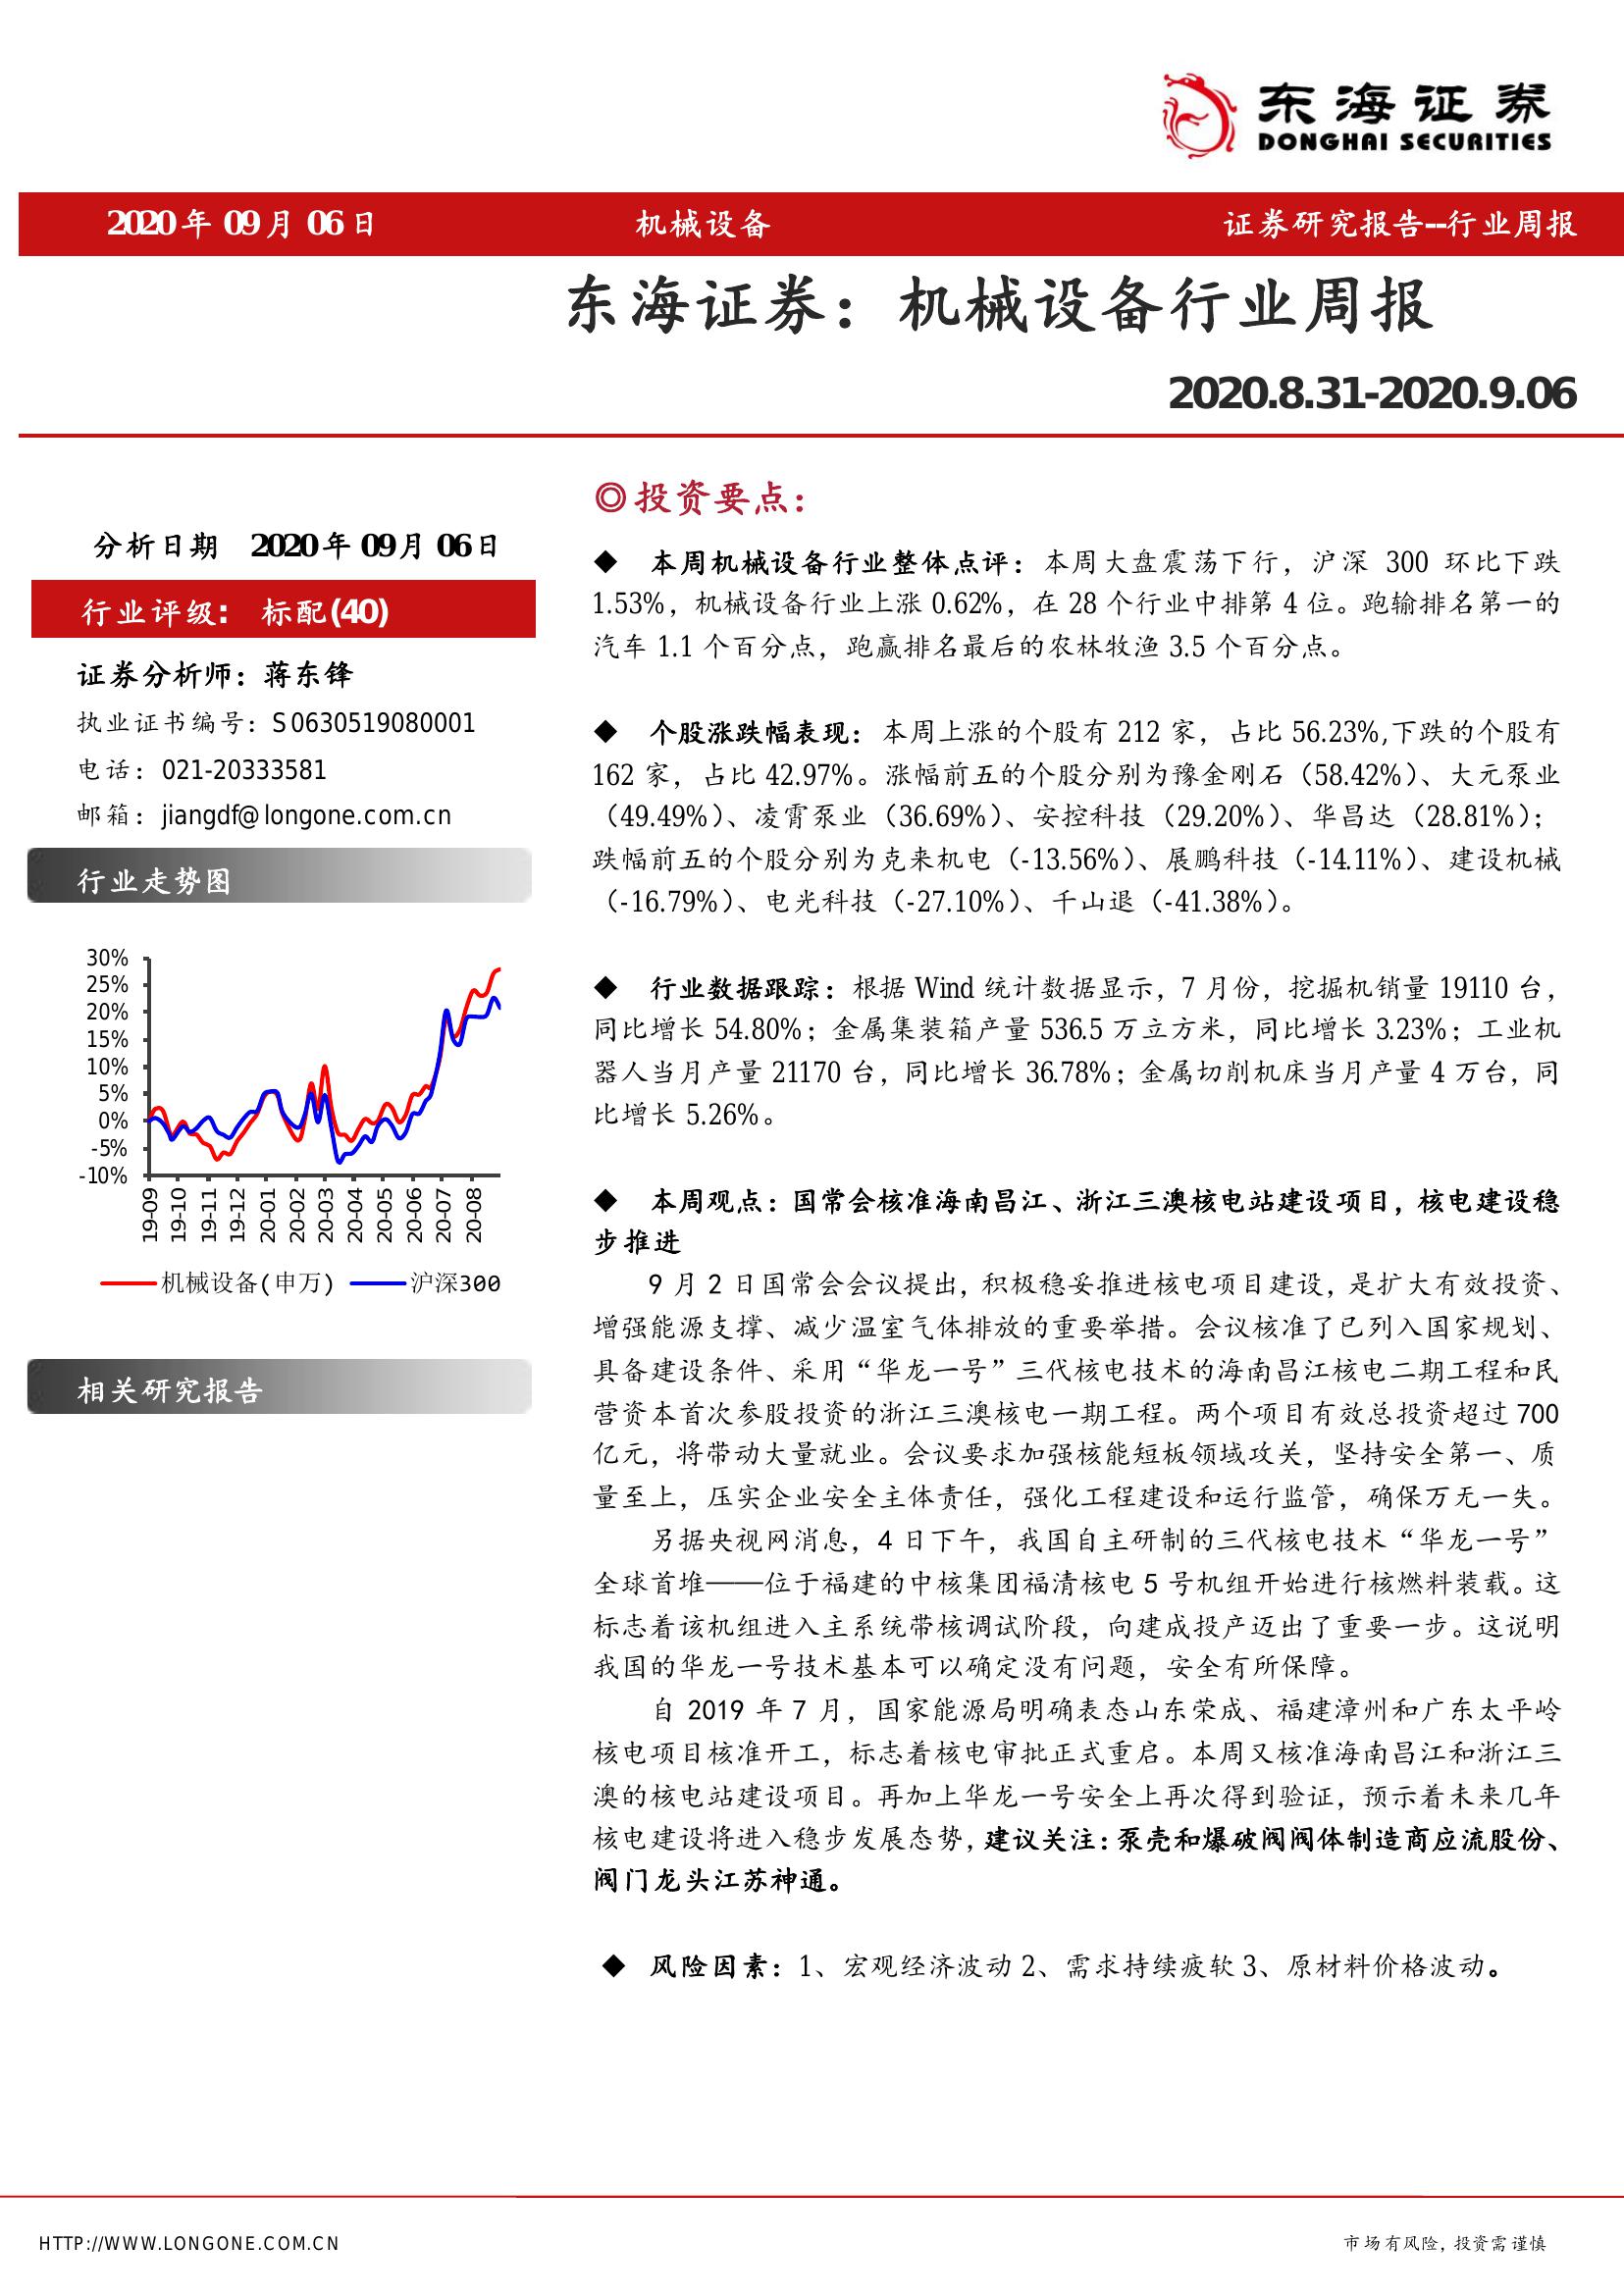 东海证券
DONGHAI SECURITIES
2020年09月06日 机械设备 证券研究报告--行业周报
东海证券：机械设备行业周报
2020.8.31-2020.9.06
分析日期 2020年09月06日
行业评级： 标配(40)
证券分析师：蒋东锋
执业证书编号：S0630519080001
电话：021-20333581
邮箱：jiangdf@longone.com.cn
行业走势图
30%
25%
20%
15%
10%
5%
0%
-5%
-10%
19-09
19-10
19-11
19-12
20-01
20-02
20-03
20-04
20-05
20-06
20-07
20-08
机械设备(申万) 沪深300
相关研究报告
◎投资要点：
◆ 本周机械设备行业整体点评：本周大盘震荡下行，沪深 300 环比下跌
1.53%，机械设备行业上涨 0.62%，在 28 个行业中排第 4 位。跑输排名第一的
汽车 1.1 个百分点，跑赢排名最后的农林牧渔 3.5 个百分点。
◆ 个股涨跌幅表现：本周上涨的个股有 212 家，占比 56.23%,下跌的个股有
162 家，占比 42.97%。涨幅前五的个股分别为豫金刚石（58.42%）、大元泵业
（49.49%）、凌霄泵业（36.69%）、安控科技（29.20%）、华昌达（28.81%）；
跌幅前五的个股分别为克来机电（-13.56%）、展鹏科技（-14.11%）、建设机械
（-16.79%）、电光科技（-27.10%）、千山退（-41.38%）。
◆ 行业数据跟踪：根据 Wind 统计数据显示，7 月份，挖掘机销量 19110 台，
同比增长 54.80%；金属集装箱产量 536.5 万立方米，同比增长 3.23%；工业机
器人当月产量 21170 台，同比增长 36.78%；金属切削机床当月产量 4 万台，同
比增长 5.26%。
◆ 本周观点：国常会核准海南昌江、浙江三澳核电站建设项目，核电建设稳
步推进
9 月 2 日国常会会议提出，积极稳妥推进核电项目建设，是扩大有效投资、
增强能源支撑、减少温室气体排放的重要举措。会议核准了已列入国家规划、
具备建设条件、采用“华龙一号”三代核电技术的海南昌江核电二期工程和民
营资本首次参股投资的浙江三澳核电一期工程。两个项目有效总投资超过 700
亿元，将带动大量就业。会议要求加强核能短板领域攻关，坚持安全第一、质
量至上，压实企业安全主体责任，强化工程建设和运行监管，确保万无一失。
另据央视网消息，4 日下午，我国自主研制的三代核电技术“华龙一号”
全球首堆——位于福建的中核集团福清核电 5 号机组开始进行核燃料装载。这
标志着该机组进入主系统带核调试阶段，向建成投产迈出了重要一步。这说明
我国的华龙一号技术基本可以确定没有问题，安全有所保障。
自 2019 年 7 月，国家能源局明确表态山东荣成、福建漳州和广东太平岭
核电项目核准开工，标志着核电审批正式重启。本周又核准海南昌江和浙江三
澳的核电站建设项目。再加上华龙一号安全上再次得到验证，预示着未来几年
核电建设将进入稳步发展态势，建议关注：泵壳和爆破阀阀体制造商应流股份、
阀门龙头江苏神通。
◆ 风险因素：1、宏观经济波动 2、需求持续疲软 3、原材料价格波动。
HTTP://WWW.LONGONE.COM.CN 市场有风险，投资需谨慎